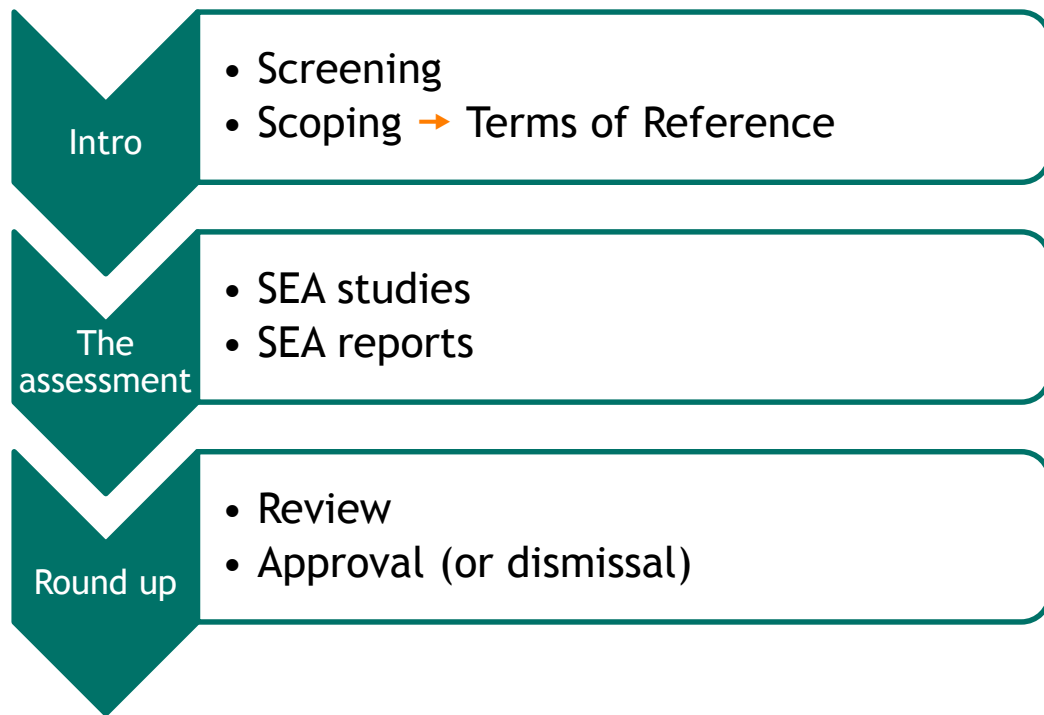 Intro
• Screening
• Scoping → Terms of Reference
The
assessment
• SEA studies
• SEA reports
Round up
• Review
• Approval (or dismissal)